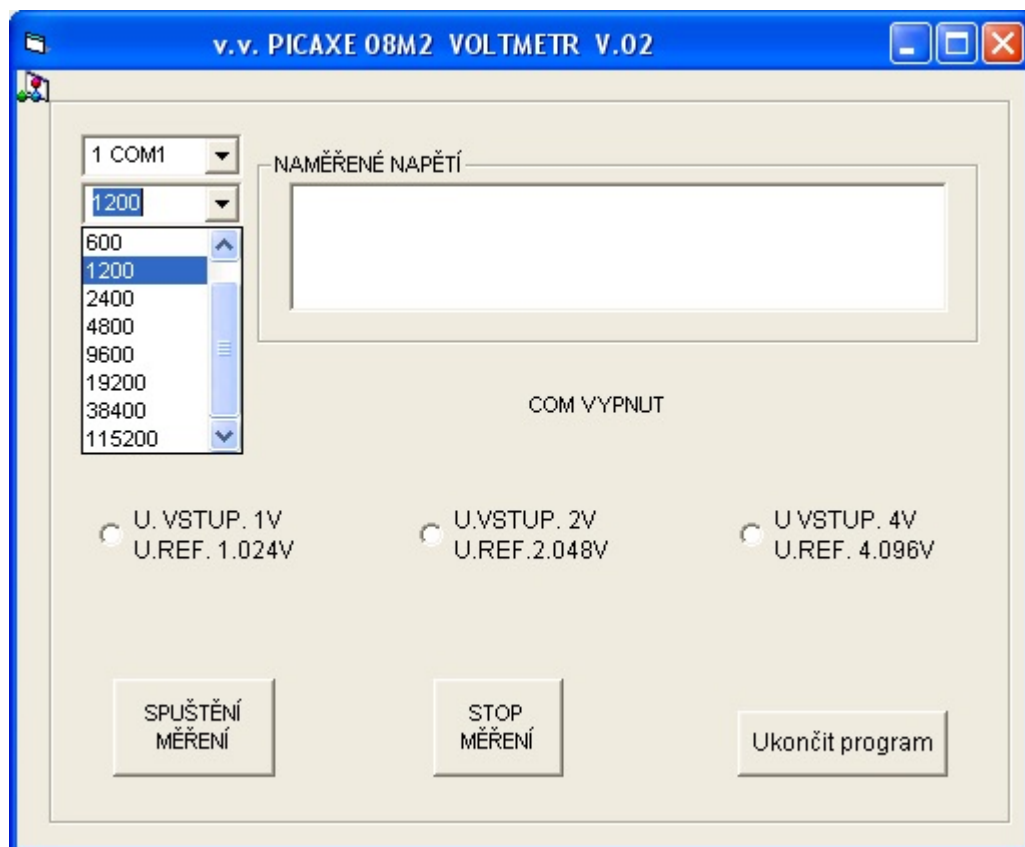 v.v. PICAXE 08M2 VOLTMETR V.02
1 COM1
NAMĚŘENÉ NAPĚTÍ
1200
600
1200
2400
4800
9600
19200
38400
115200
COM VYPNUT
U. VSTUP. 1V
U.REF. 1.024V
U.VSTUP. 2V
U.REF.2.048V
U VSTUP. 4V
U.REF. 4.096V
SPUŠTĚNÍ
MĚŘENÍ
STOP
MĚŘENÍ
Ukončit program